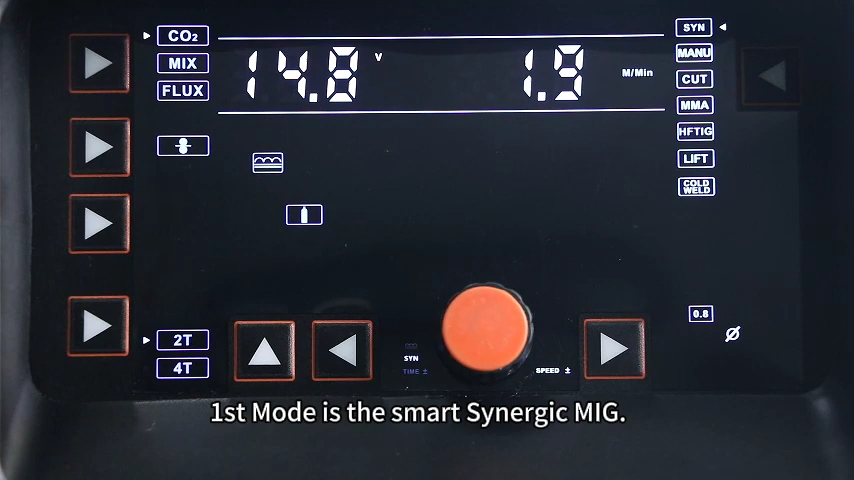 CO2
MIX
FLUX
14.8 V
1.9 M/Min
SYN
MANU
CUT
MMA
HFTIG
LIFT
COLD
WELD
0.8
Ø
2T
4T
SYN
TIME ±
SPEED ±
1st Mode is the smart Synergic MIG.